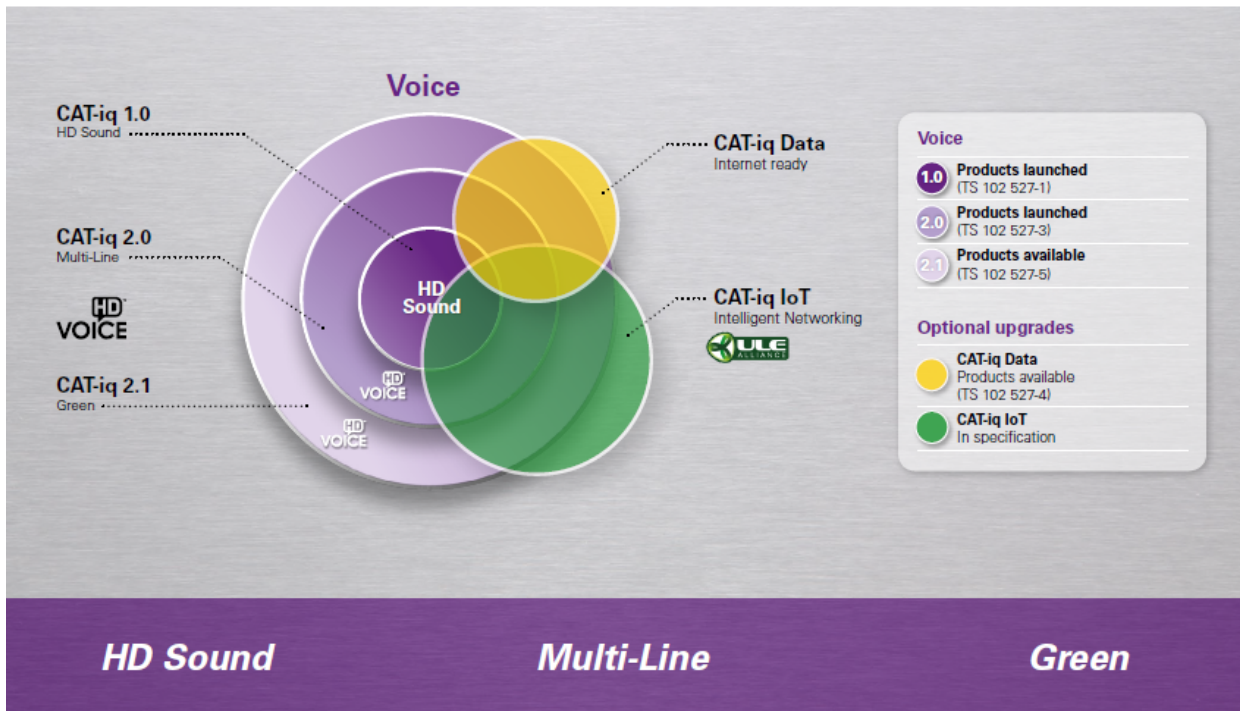 Voice
CAT-iq 1.0
HD Sound
CAT-iq 2.0
Multi-Line
HD
VOICE
CAT-iq 2.1
Green
HD
Sound
HD
VOICE
HD
VOICE
CAT-iq Data
Internet ready
CAT-iq IoT
Intelligent Networking
ULE
ALLIANCE
Voice
1.0 Products launched
(TS 102 527-1)
2.0 Products launched
(TS 102 527-3)
2.1 Products available
(TS 102 527-5)
Optional upgrades
CAT-iq Data
Products available
(TS 102 527-4)
CAT-iq IoT
In specification
HD Sound Multi-Line Green